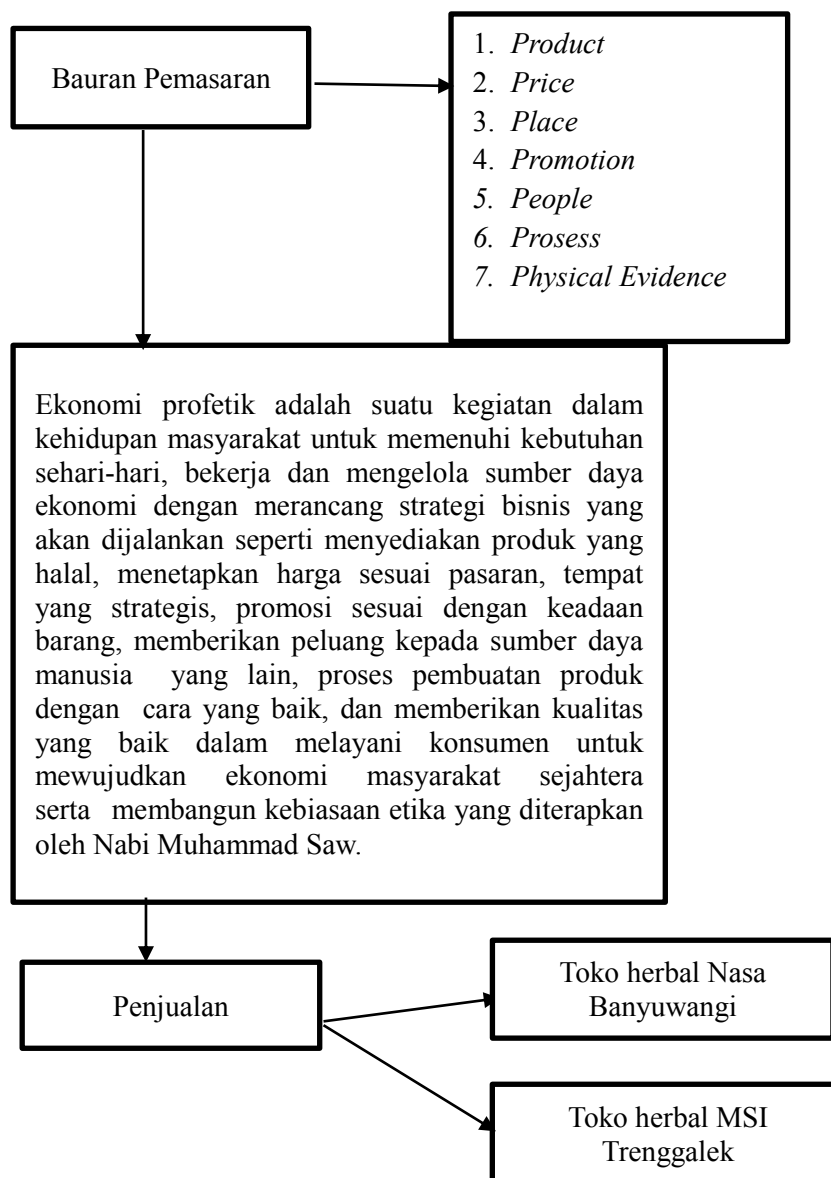 Bauran Pemasaran
1. Product
2. Price
3. Place
4. Promotion
5. People
6. Prosess
7. Physical Evidence
Ekonomi profetik adalah suatu kegiatan dalam
kehidupan masyarakat untuk memenuhi kebutuhan
sehari-hari, bekerja dan mengelola sumber daya
ekonomi dengan merancang strategi bisnis yang
akan dijalankan seperti menyediakan produk yang
halal, menetapkan harga sesuai pasaran, tempat
yang strategis, promosi sesuai dengan keadaan
barang, memberikan peluang kepada sumber daya
manusia yang lain, proses pembuatan produk
dengan cara yang baik, dan memberikan kualitas
yang baik dalam melayani konsumen untuk
mewujudkan ekonomi masyarakat sejahtera
serta membangun kebiasaan etika yang diterapkan
oleh Nabi Muhammad Saw.
Penjualan
Toko herbal Nasa
Banyuwangi
Toko herbal MSI
Trenggalek